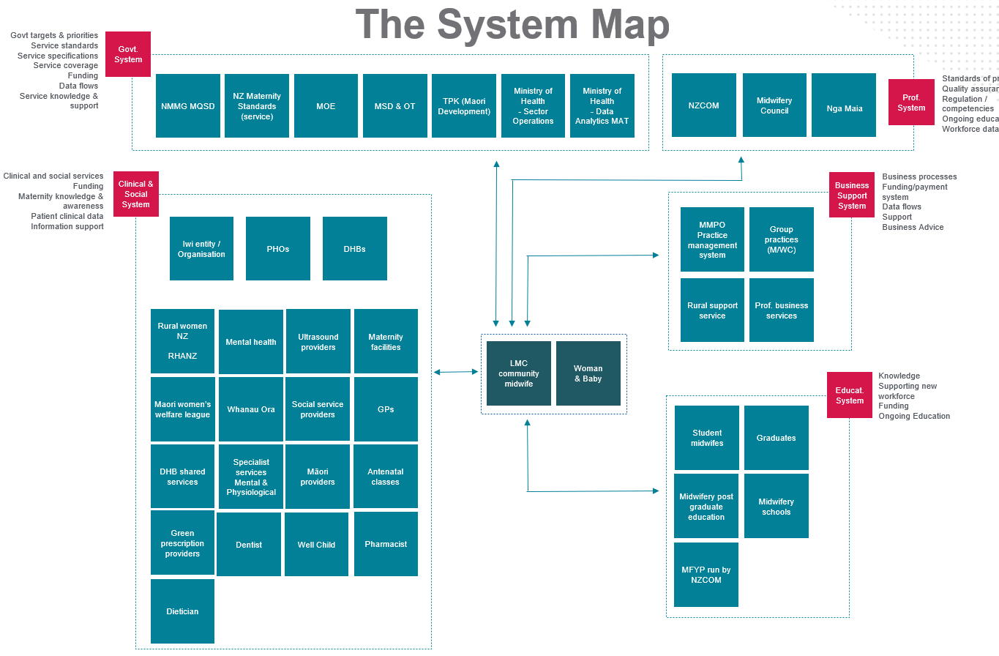 The System Map
Govt targets & priorities
Service standards
Service specifications
Service coverage
Funding
Data flows
Service knowledge &
support
Govt.
System
NMMG MQSD
NZ Maternity
Standards
(service)
MOE
MSD & OT
TPK (Maori
Development)
Ministry of
Health
- Sector
Operations
Ministry of
Health
- Data
Analytics MAT
NZCOM
Midwifery
Council
Nga Maia
Prof.
System
Standards of
Quality
Regulation /
competencies
Ongoing
Workforce data
Clinical and social services
Funding
Maternity knowledge &
awareness
Patient clinical data
Information support
Clinical &
Social
System
Iwi entity /
Organisation
PHOs
DHBs
Rural women
NZ
RHANZ
Mental health
Ultrasound
providers
Maternity
facilities
Maori women's
welfare league
Whanau Ora
Social service
providers
GPs
DHB shared
services
Specialist
services
Mental &
Physiological
Māori
providers
Antenatal
classes
Green
prescription
providers
Dentist
Well Child
Pharmacist
Dietician
LMC
community
midwife
Woman
& Baby
Business
Support
System
Business processes
Funding/payment
system
Data flows
Support
Business Advice
MMPO
Practice
management
system
Group
practices
(M/WC)
Rural support
service
Prof. business
services
Educat.
System
Knowledge
Supporting new
workforce
Funding
Ongoing Education
Student
midwifes
Graduates
Midwifery post
graduate
education
Midwifery
schools
MFYP run by
NZCOM